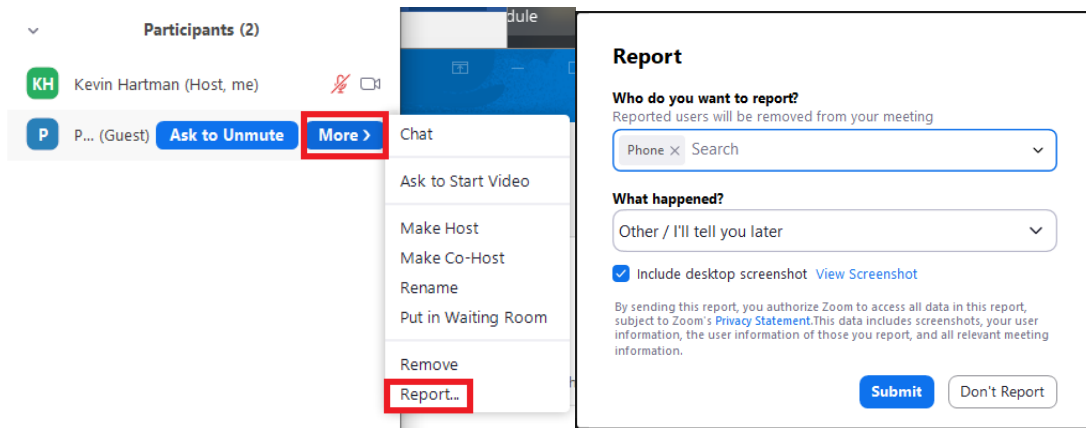 Participants (2)
KH Kevin Hartman (Host, me)
P P... (Guest) Ask to Unmute More >
dule
Chat
Ask to Start Video
Make Host
Make Co-Host
Rename
Put in Waiting Room
Remove
Report...
h
Report
Who do you want to report?
Reported users will be removed from your meeting
Phone × Search
What happened?
Other / I'll tell you later
Include desktop screenshot View Screenshot
By sending this report, you authorize Zoom to access all data in this report,
subject to Zoom's Privacy Statement.This data includes screenshots, your user
information, the user information of those you report, and all relevant meeting
information.
Submit Don't Report